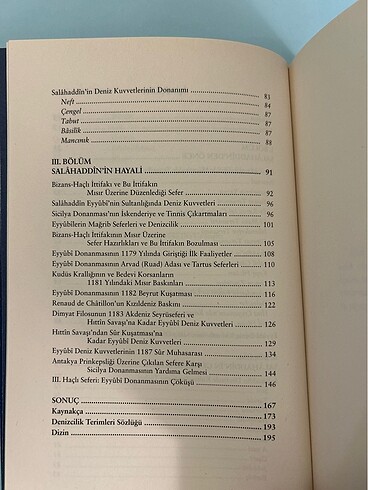 Salâhaddîn'in Deniz Kuvvetlerinin Donanımı ........ 83
Neft ........ 84
Çengel ........ 84
Tabut ........ 87
Bâsilik ........ 87
Mancınık ........ 88
III. BÖLÜM
SALÂHADDÎN'İN HAYALİ ........ 91
Bizans-Haçlı İttifakı ve Bu İttifakın
Mısır Üzerine Düzenlediği Sefer ........ 92
Salâhaddîn Eyyûbî'nin Sultanlığında Deniz Kuvvetleri ........ 96
Sicilya Donanması'nın İskenderiye ve Tinnis Çıkartmaları ........ 96
Eyyûbîlerin Mağrib Seferleri ve Denizcilik ........ 101
Bizans-Haçlı İttifakının Mısır Üzerine
Sefer Hazırlıkları ve Bu İttifakın Bozulması ........ 105
Eyyûbî Donanmasının 1179 Yılında Giriştiği İlk Faaliyetler ........ 108
Eyyûbî Donanmasının Arvad (Ruad) Adası ve Tartus Seferleri ........ 110
Kudüs Krallığının ve Bedevi Korsanların
1181 Yılındaki Mısır Baskınları ........ 113
Eyyûbî Donanmasının 1182 Beyrut Kuşatması ........ 116
Renaud de Châtillon'un Kızıldeniz Baskını ........ 122
Dimyat Filosunun 1183 Akdeniz Seyrüseferi ve
Hıttîn Savaşı'na Kadar Eyyûbî Deniz Kuvvetleri ........ 126
Hıttîn Savaşı'ndan Sûr Kuşatması'na
Kadar Eyyûbî Deniz Kuvvetleri ........ 129
Eyyûbî Deniz Kuvvetlerinin 1187 Sûr Muhasarası ........ 134
Antakya Prinkepsliği Üzerine Çıkılan Sefere Karşı
Sicilya Donanmasının Yardıma Gelmesi ........ 144
III. Haçlı Seferi: Eyyûbî Donanmasının Çöküşü ........ 146
SONUÇ ........ 167
Kaynakça ........ 173
Denizcilik Terimleri Sözlüğü ........ 193
Dizin ........ 195